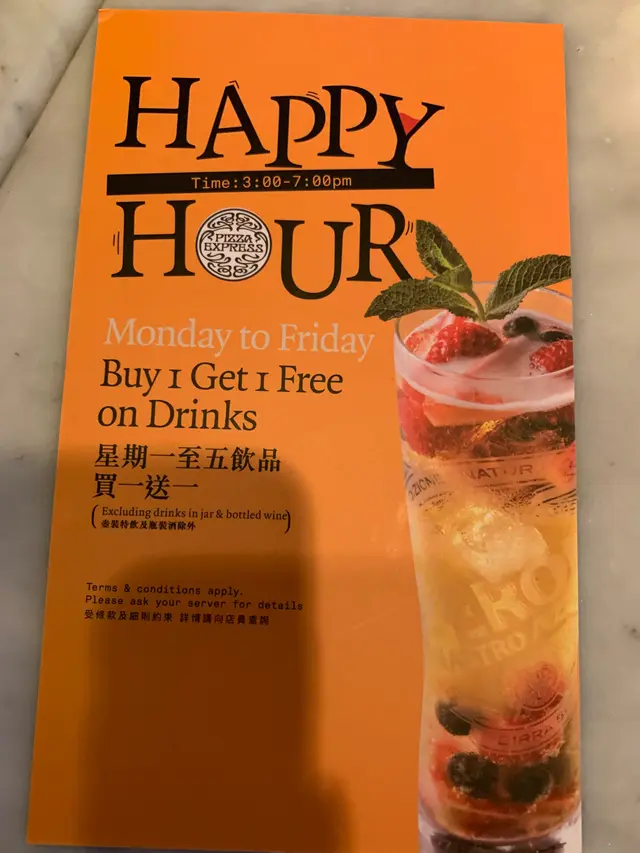 HAPPY
Time:3:00-7:00pm
HOUR
PIZZA
EXPRESS
Monday to Friday
Buy 1 Get 1 Free
on Drinks
星期一至五飲品
買一送一
(Excluding drinks in jar & bottled wine)
壺裝特飲及瓶裝酒除外
NATUR
Terms & conditions apply.
Please ask your server for details
受條款及細則約束 詳情請向店員查詢
BIRRA